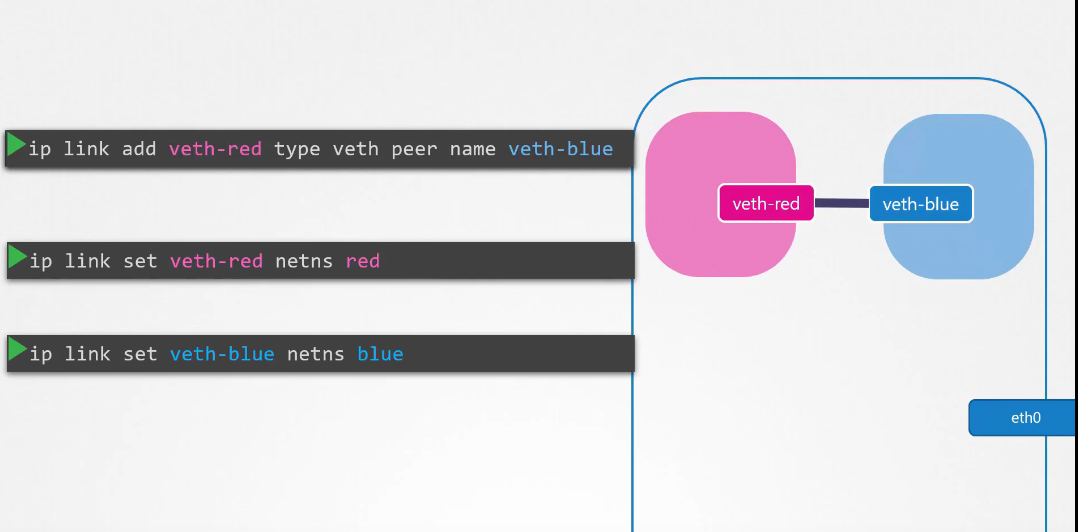 ip link add veth-red type veth peer name veth-blue
veth-red
veth-blue
ip link set veth-red netns red
ip link set veth-blue netns blue
eth0